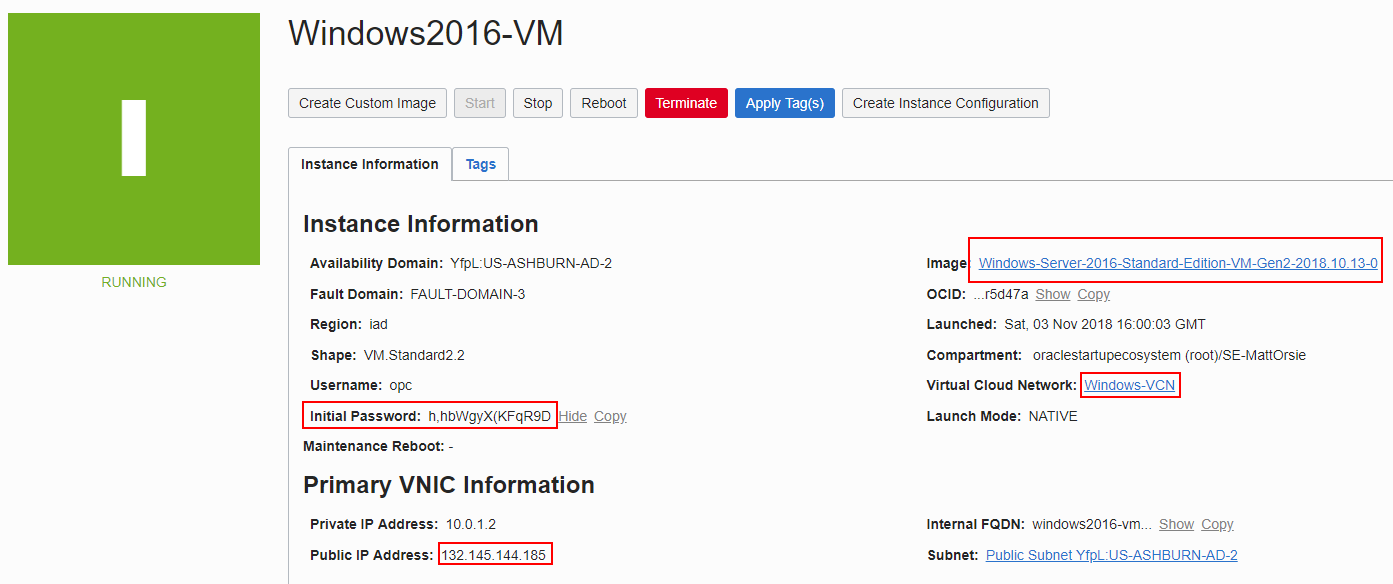 Windows2016-VM
Create Custom Image Start Stop Reboot Terminate Apply Tag(s) Create Instance Configuration
Instance Information Tags
I
RUNNING
Instance Information
Availability Domain: YfpL:US-ASHBURN-AD-2
Fault Domain: FAULT-DOMAIN-3
Region: iad
Shape: VM.Standard2.2
Username: opc
Initial Password: h,hbWgyX(KFqR9D Hide Copy
Maintenance Reboot: -
Image: Windows-Server-2016-Standard-Edition-VM-Gen2-2018.10.13-0
OCID: ...r5d47a Show Copy
Launched: Sat, 03 Nov 2018 16:00:03 GMT
Compartment: oraclestartupecosystem (root)/SE-MattOrsie
Virtual Cloud Network: Windows-VCN
Launch Mode: NATIVE
Primary VNIC Information
Private IP Address: 10.0.1.2
Public IP Address: 132.145.144.185
Internal FQDN: windows2016-vm... Show Copy
Subnet: Public Subnet YfpL:US-ASHBURN-AD-2